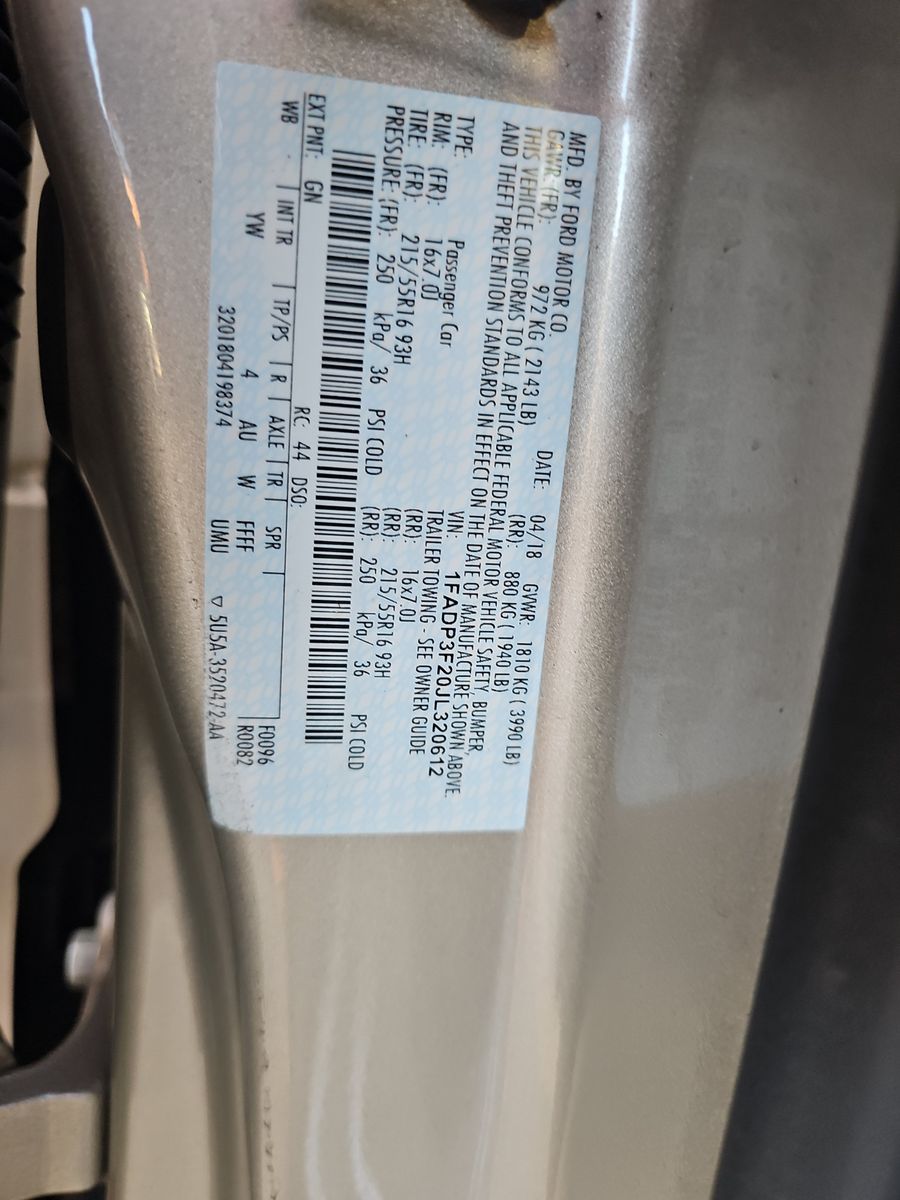 MFD. BY FORD MOTOR CO.
DATE: 04/18 GVWR: 1810 KG ( 3990 LB)
GAWR: (FR): 972 KG ( 2143 LB) (RR): 880 KG ( 1940 LB)
THIS VEHICLE CONFORMS TO ALL APPLICABLE FEDERAL MOTOR VEHICLE SAFETY, BUMPER,
AND THEFT PREVENTION STANDARDS IN EFFECT ON THE DATE OF MANUFACTURE SHOWN ABOVE.
VIN: 1FADP3F20JL320612
TYPE: Passenger Car TRAILER TOWING - SEE OWNER GUIDE
RIM: (FR): 16x7.0J (RR): 16x7.0J
TIRE: (FR): 215/55R16 93H (RR): 215/55R16 93H
PRESSURE: (FR): 250 kPa/ 36 PSI COLD (RR): 250 kPa/ 36 PSI COLD
EXT PNT: GN RC: 44 DSO: F0096
WB INT TR TP/PS R AXLE TR SPR R0082
YW 4 AU W FFFF
3201804198374 UMU ▽ 5U5A-3520472-AA